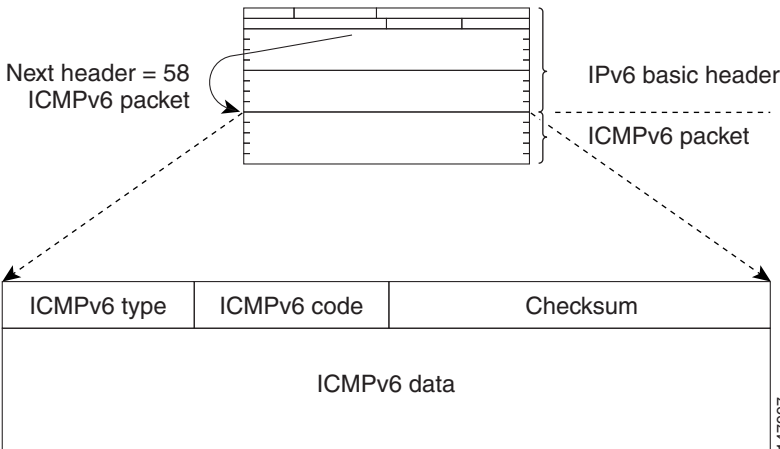 Next header = 58
ICMPv6 packet
IPv6 basic header
ICMPv6 packet
ICMPv6 type
ICMPv6 code
Checksum
ICMPv6 data